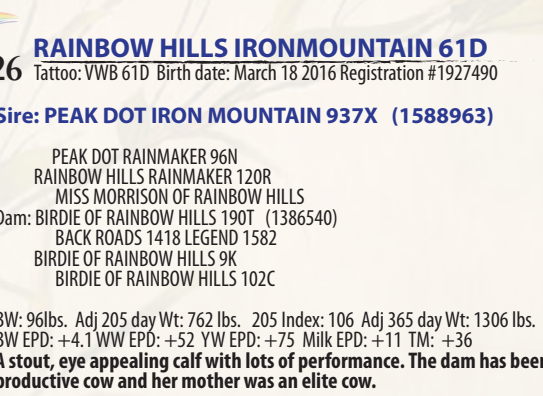 26 RAINBOW HILLS IRONMOUNTAIN 61D
Tattoo: VWB 61D Birth date: March 18 2016 Registration #1927490
Sire: PEAK DOT IRON MOUNTAIN 937X (1588963)
PEAK DOT RAINMAKER 96N
RAINBOW HILLS RAINMAKER 120R
MISS MORRISON OF RAINBOW HILLS
Dam: BIRDIE OF RAINBOW HILLS 190T (1386540)
BACK ROADS 1418 LEGEND 1582
BIRDIE OF RAINBOW HILLS 9K
BIRDIE OF RAINBOW HILLS 102C
BW: 96lbs. Adj 205 day Wt: 762 lbs. 205 Index: 106 Adj 365 day Wt: 1306 lbs.
BW EPD: +4.1 WW EPD: +52 YW EPD: +75 Milk EPD: +11 TM: +36
A stout, eye appealing calf with lots of performance. The dam has been
productive cow and her mother was an elite cow.